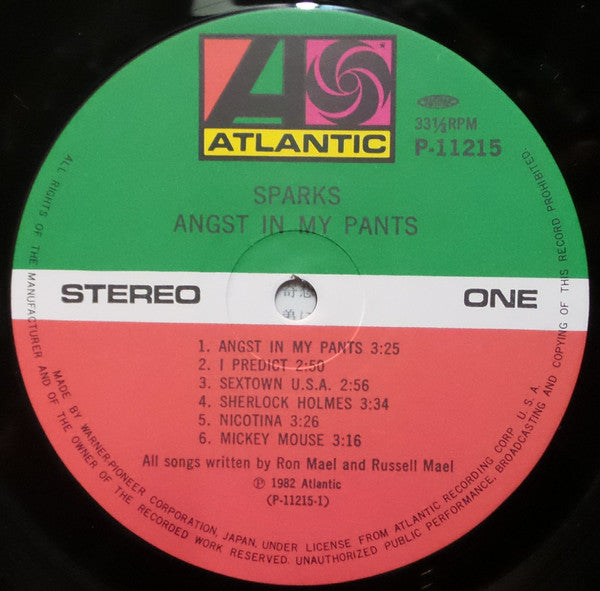 ATLANTIC
33⅓RPM
P-11215
SPARKS
ANGST IN MY PANTS
STEREO
ONE
1. ANGST IN MY PANTS 3:25
2. I PREDICT 2:50
3. SEXTOWN U.S.A. 2:56
4. SHERLOCK HOLMES 3:34
5. NICOTINA 3:26
6. MICKEY MOUSE 3:16
All songs written by Ron Mael and Russell Mael
℗ 1982 Atlantic
(P-11215-1)
MADE BY WARNER-PIONEER CORPORATION, JAPAN, UNDER LICENSE FROM ATLANTIC RECORDING CORP. U.S.A.
ALL RIGHTS OF THE MANUFACTURER AND OF THE OWNER OF THE RECORDED WORK RESERVED. UNAUTHORIZED PUBLIC PERFORMANCE, BROADCASTING AND COPYING OF THIS RECORD PROHIBITED.